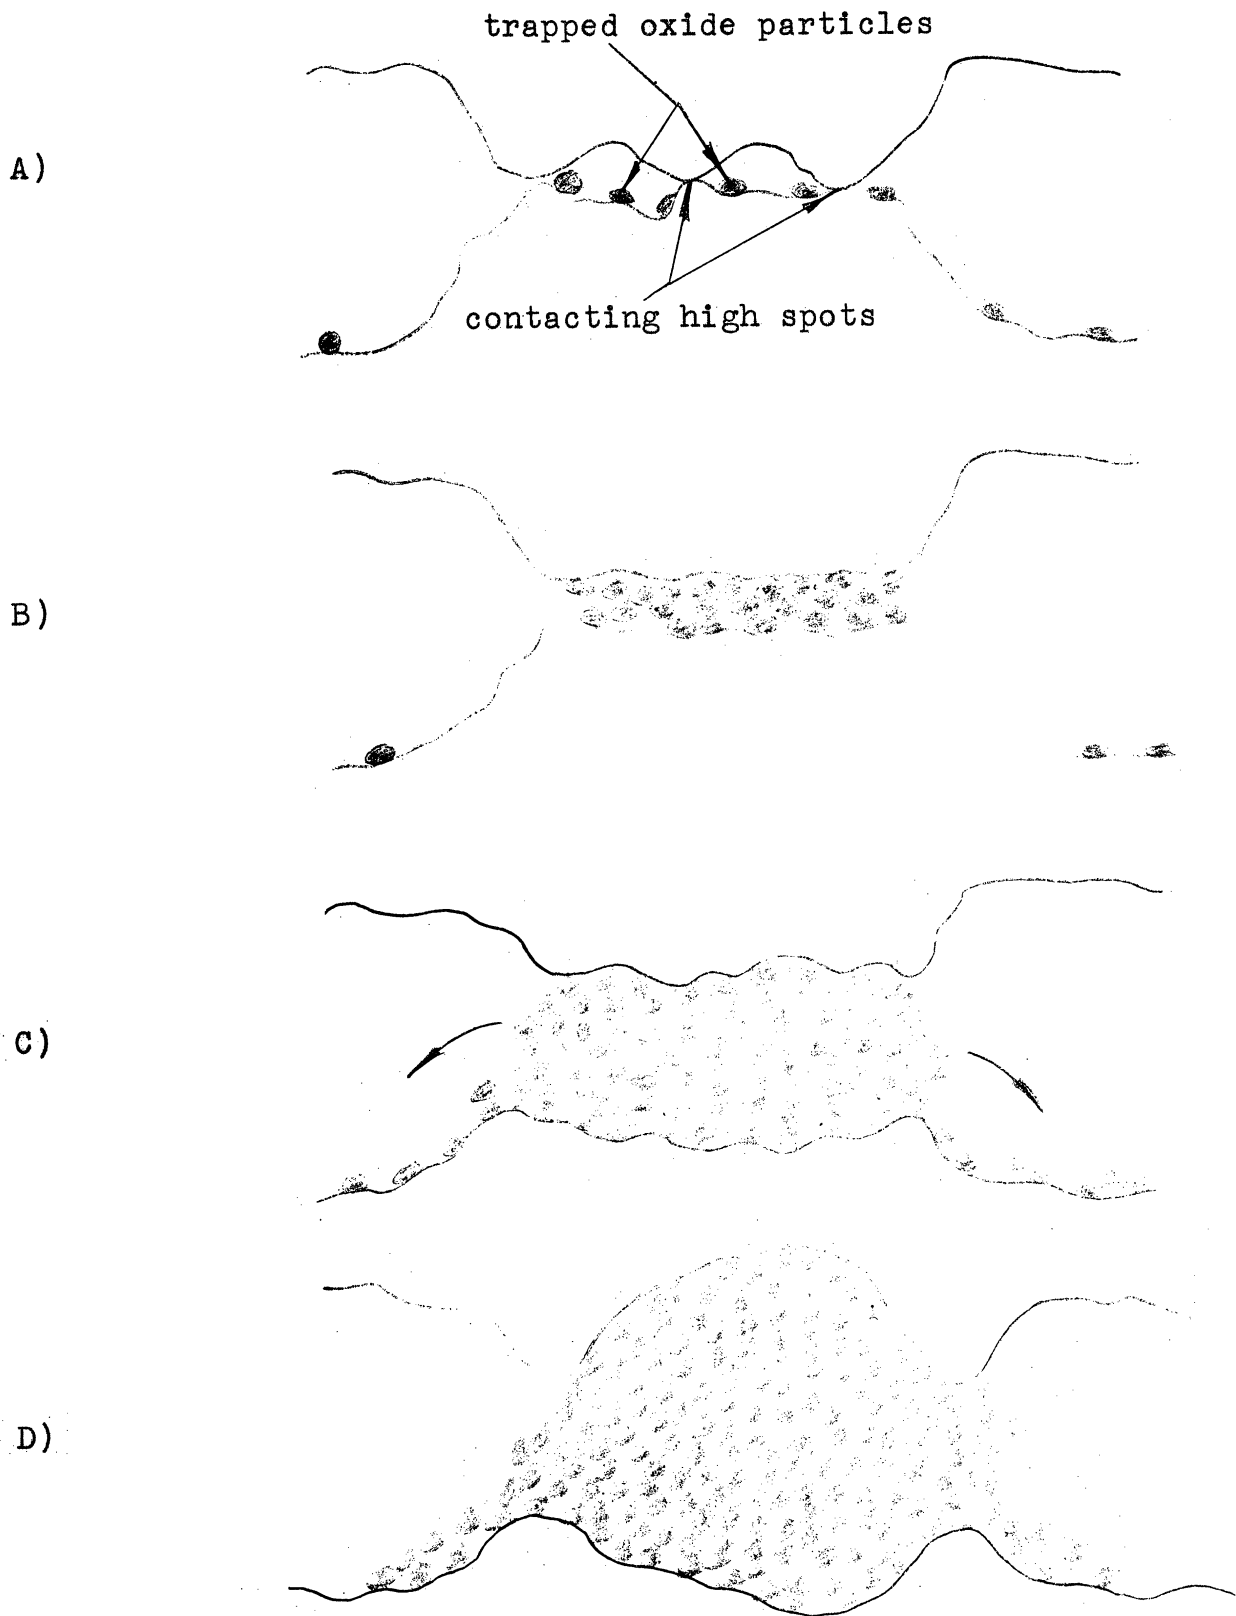 trapped oxide particles
A)
contacting high spots
B)
C)
D)